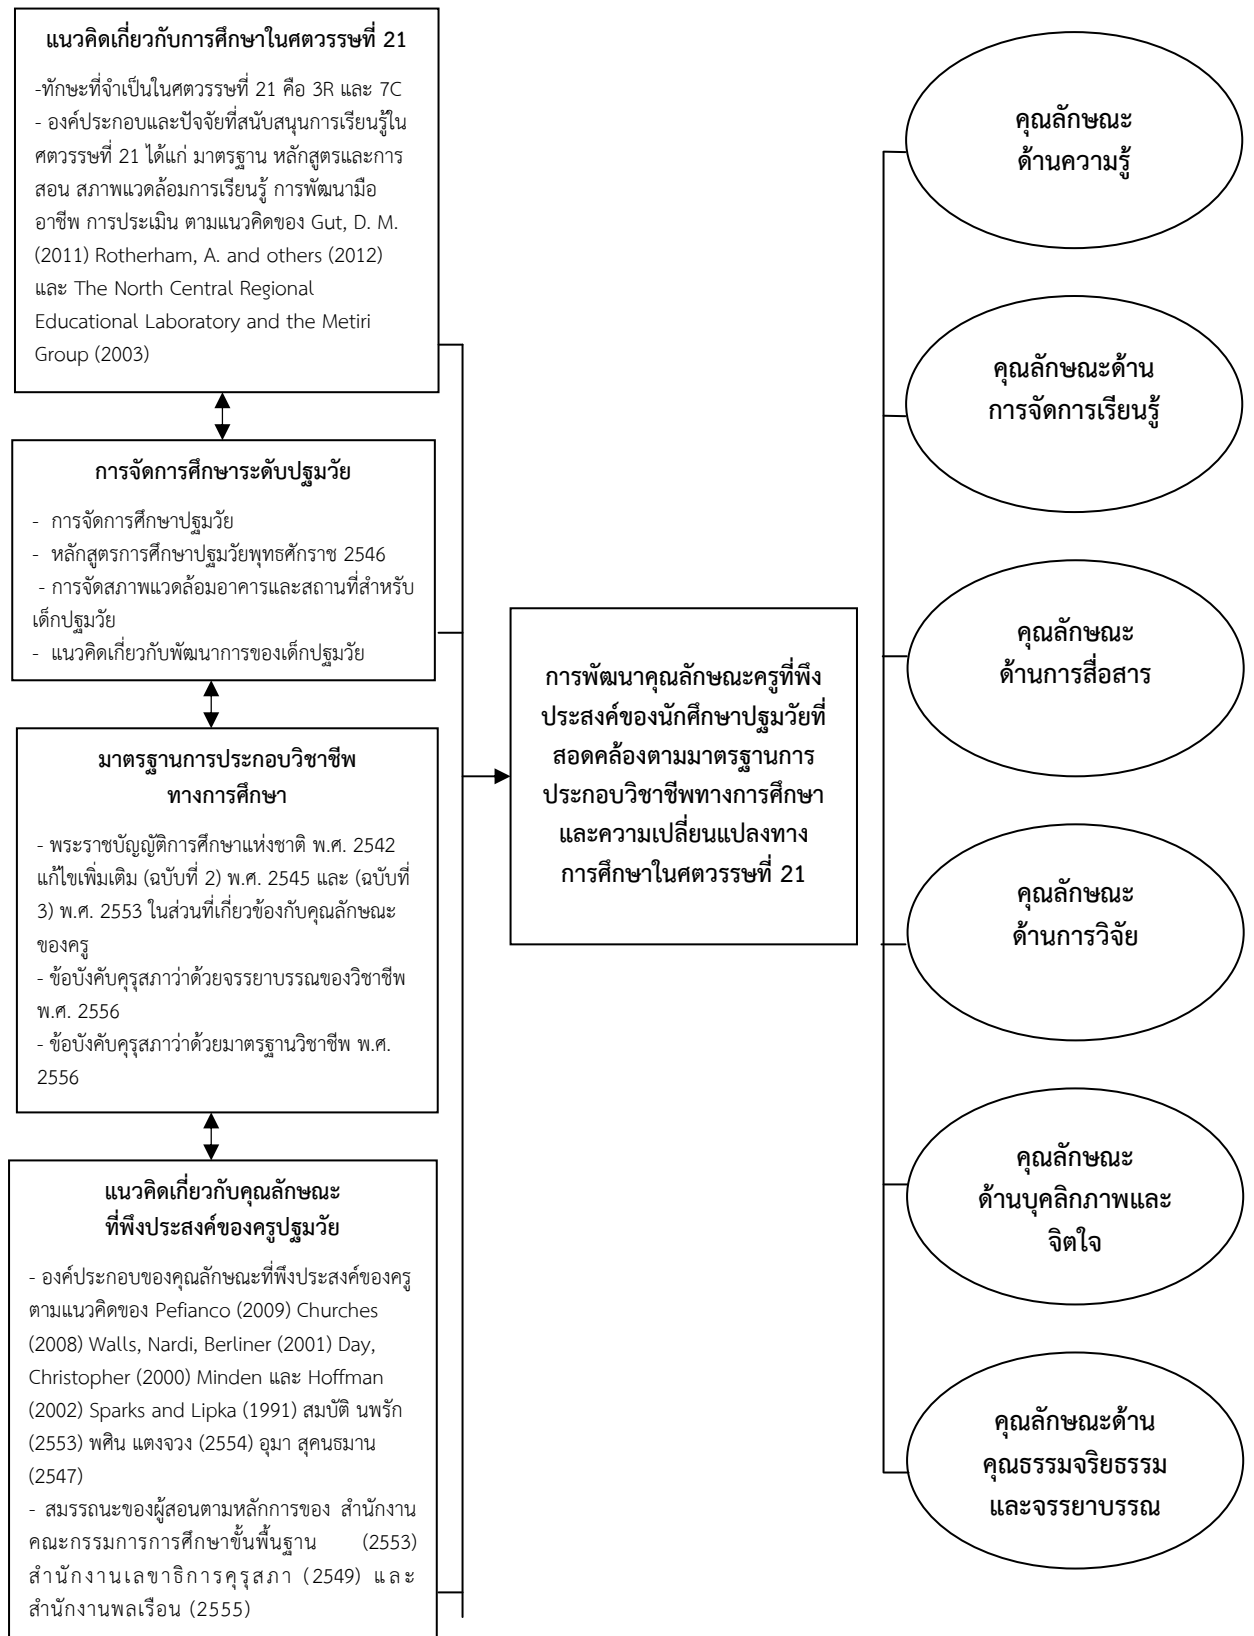 แนวคิดเกี่ยวกับการศึกษาในศตวรรษที่ 21
-ทักษะที่จำเป็นในศตวรรษที่ 21 คือ 3R และ 7C
- องค์ประกอบและปัจจัยที่สนับสนุนการเรียนรู้ใน
ศตวรรษที่ 21 ได้แก่ มาตรฐาน หลักสูตรและการ
สอน สภาพแวดล้อมการเรียนรู้ การพัฒนามือ
อาชีพ การประเมิน ตามแนวคิดของ Gut, D. M.
(2011) Rotherham, A. and others (2012)
และ The North Central Regional
Educational Laboratory and the Metiri
Group (2003)
การจัดการศึกษาระดับปฐมวัย
- การจัดการศึกษาปฐมวัย
- หลักสูตรการศึกษาปฐมวัยพุทธศักราช 2546
- การจัดสภาพแวดล้อมอาคารและสถานที่สำหรับ
เด็กปฐมวัย
- แนวคิดเกี่ยวกับพัฒนาการของเด็กปฐมวัย
มาตรฐานการประกอบวิชาชีพ
ทางการศึกษา
- พระราชบัญญัติการศึกษาแห่งชาติ พ.ศ. 2542
แก้ไขเพิ่มเติม (ฉบับที่ 2) พ.ศ. 2545 และ (ฉบับที่
3) พ.ศ. 2553 ในส่วนที่เกี่ยวข้องกับคุณลักษณะ
ของครู
- ข้อบังคับคุรุสภาว่าด้วยจรรยาบรรณของวิชาชีพ
พ.ศ. 2556
- ข้อบังคับคุรุสภาว่าด้วยมาตรฐานวิชาชีพ พ.ศ.
2556
แนวคิดเกี่ยวกับคุณลักษณะ
ที่พึงประสงค์ของครูปฐมวัย
- องค์ประกอบของคุณลักษณะที่พึงประสงค์ของครู
ตามแนวคิดของ Pefianco (2009) Churches
(2008) Walls, Nardi, Berliner (2001) Day,
Christopher (2000) Minden และ Hoffman
(2002) Sparks and Lipka (1991) สมบัติ นพรัก
(2553) พศิน แตงจวง (2554) อุมา สุคนธมาน
(2547)
- สมรรถนะของผู้สอนตามหลักการของ สำนักงาน
คณะกรรมการการศึกษาขั้นพื้นฐาน (2553)
สำนักงานเลขาธิการคุรุสภา (2549) และ
สำนักงานพลเรือน (2555)
การพัฒนาคุณลักษณะครูที่พึง
ประสงค์ของนักศึกษาปฐมวัยที่
สอดคล้องตามมาตรฐานการ
ประกอบวิชาชีพทางการศึกษา
และความเปลี่ยนแปลงทาง
การศึกษาในศตวรรษที่ 21
คุณลักษณะ
ด้านความรู้
คุณลักษณะด้าน
การจัดการเรียนรู้
คุณลักษณะ
ด้านการสื่อสาร
คุณลักษณะ
ด้านการวิจัย
คุณลักษณะ
ด้านบุคลิกภาพและ
จิตใจ
คุณลักษณะด้าน
คุณธรรมจริยธรรม
และจรรยาบรรณ